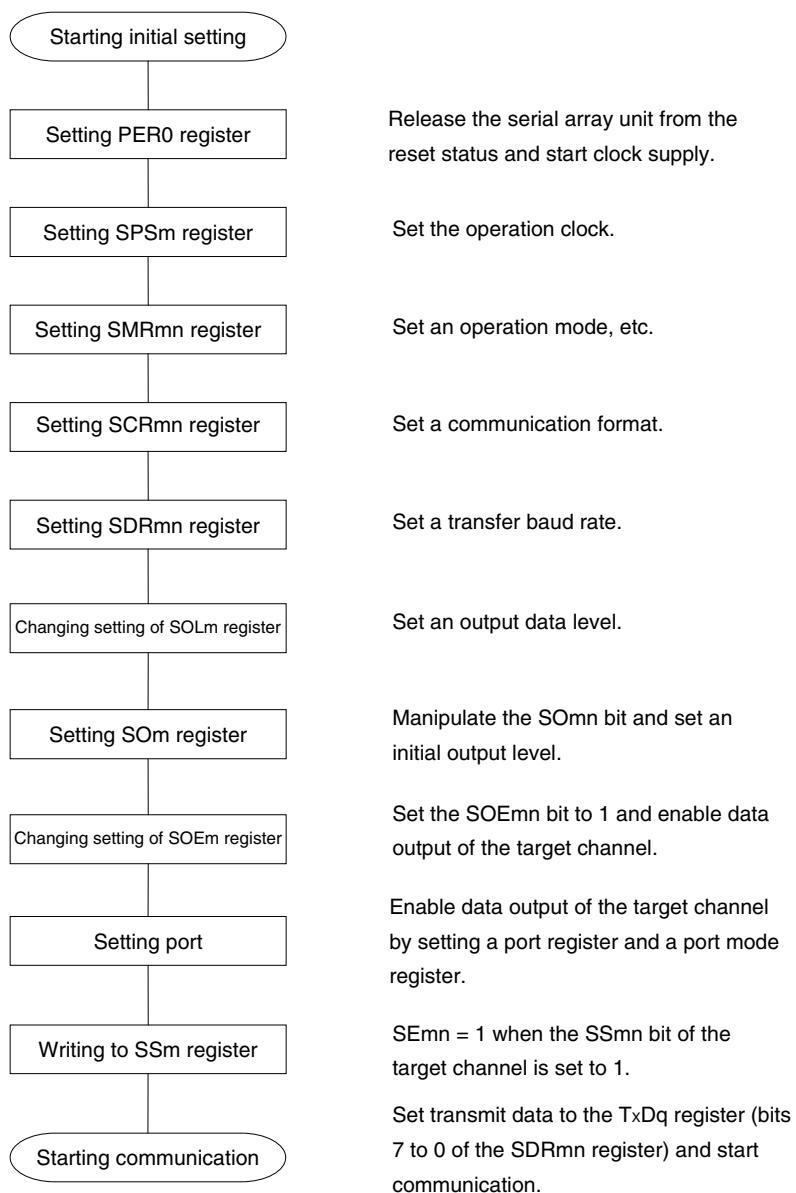 Starting initial setting
Setting PER0 register
Release the serial array unit from the
reset status and start clock supply.
Setting SPSm register
Set the operation clock.
Setting SMRmn register
Set an operation mode, etc.
Setting SCRmn register
Set a communication format.
Setting SDRmn register
Set a transfer baud rate.
Changing setting of SOLm register
Set an output data level.
Setting SOm register
Manipulate the SOmn bit and set an
initial output level.
Changing setting of SOEm register
Set the SOEmn bit to 1 and enable data
output of the target channel.
Setting port
Enable data output of the target channel
by setting a port register and a port mode
register.
Writing to SSm register
SEmn = 1 when the SSmn bit of the
target channel is set to 1.
Starting communication
Set transmit data to the TxDq register (bits
7 to 0 of the SDRmn register) and start
communication.